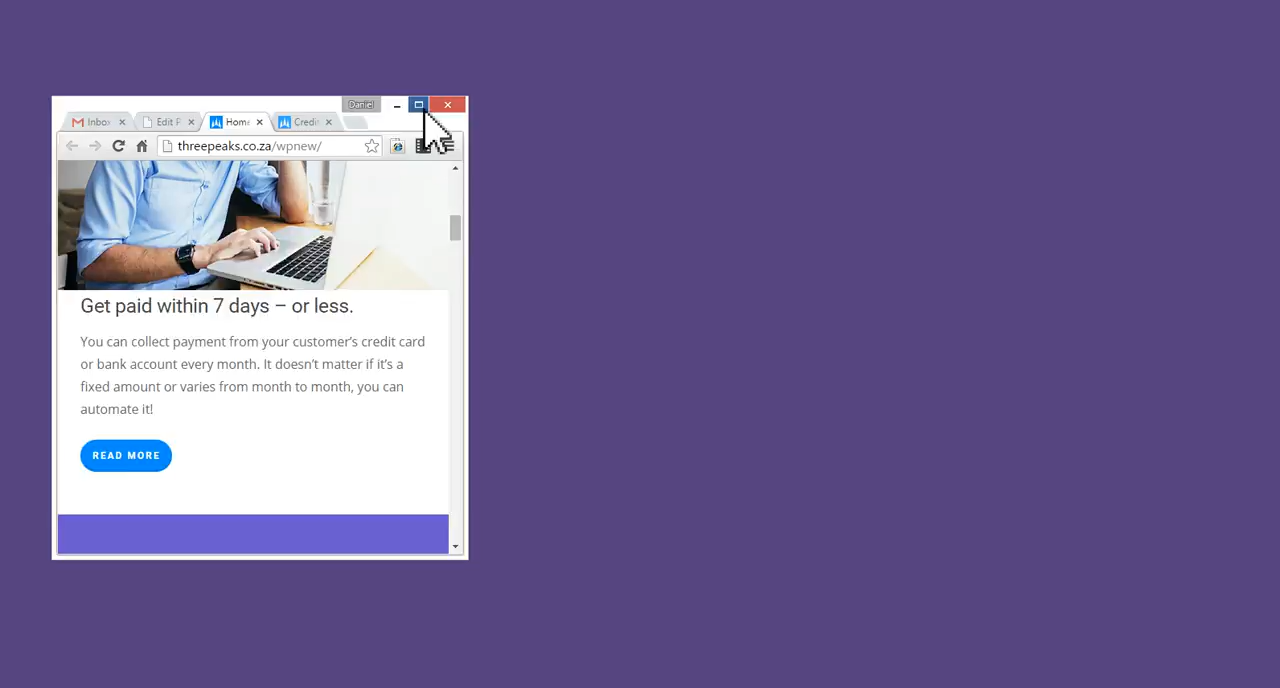 Daniel
Inbox Edit P Home Credi
threepeaks.co.za/wpnew/
Get paid within 7 days – or less.
You can collect payment from your customer's credit card
or bank account every month. It doesn't matter if it's a
fixed amount or varies from month to month, you can
automate it!
READ MORE